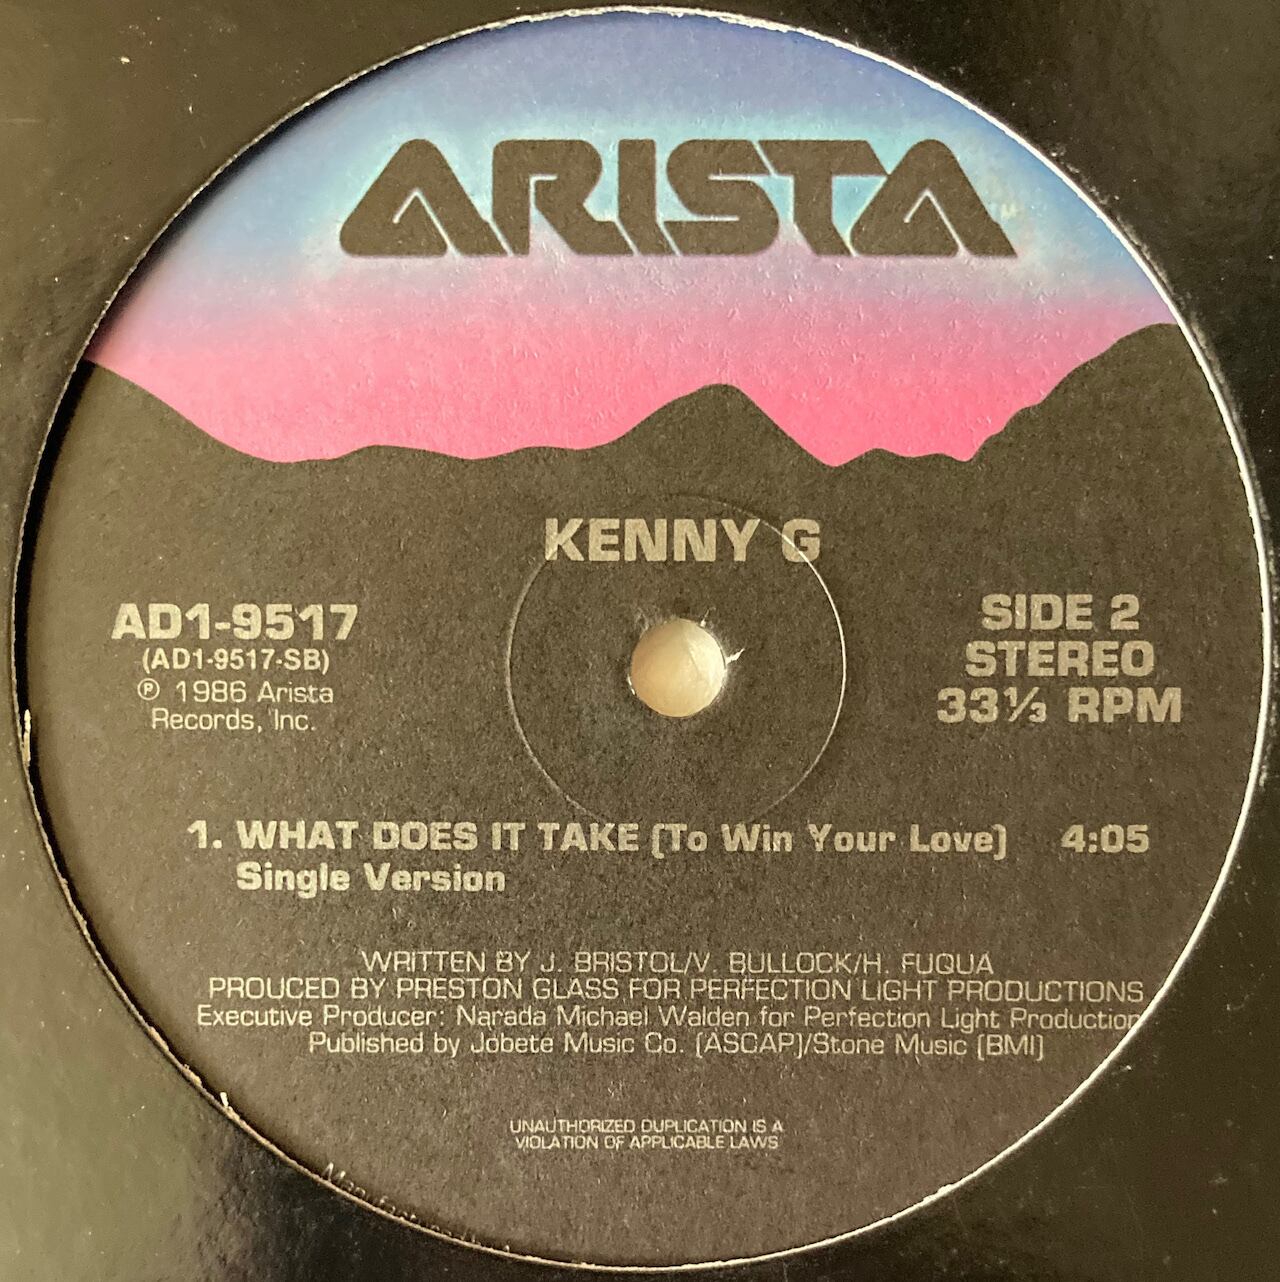 ARISTA
KENNY G
AD1-9517
(AD1-9517-SB)
℗ 1986 Arista
Records, Inc.
SIDE 2
STEREO
33⅓ RPM
1. WHAT DOES IT TAKE (To Win Your Love) 4:05
Single Version
WRITTEN BY J. BRISTOL/V. BULLOCK/H. FUQUA
PROUCED BY PRESTON GLASS FOR PERFECTION LIGHT PRODUCTIONS
Executive Producer: Narada Michael Walden for Perfection Light Production
Published by Jobete Music Co. (ASCAP)/Stone Music (BMI)
UNAUTHORIZED DUPLICATION IS A
VIOLATION OF APPLICABLE LAWS